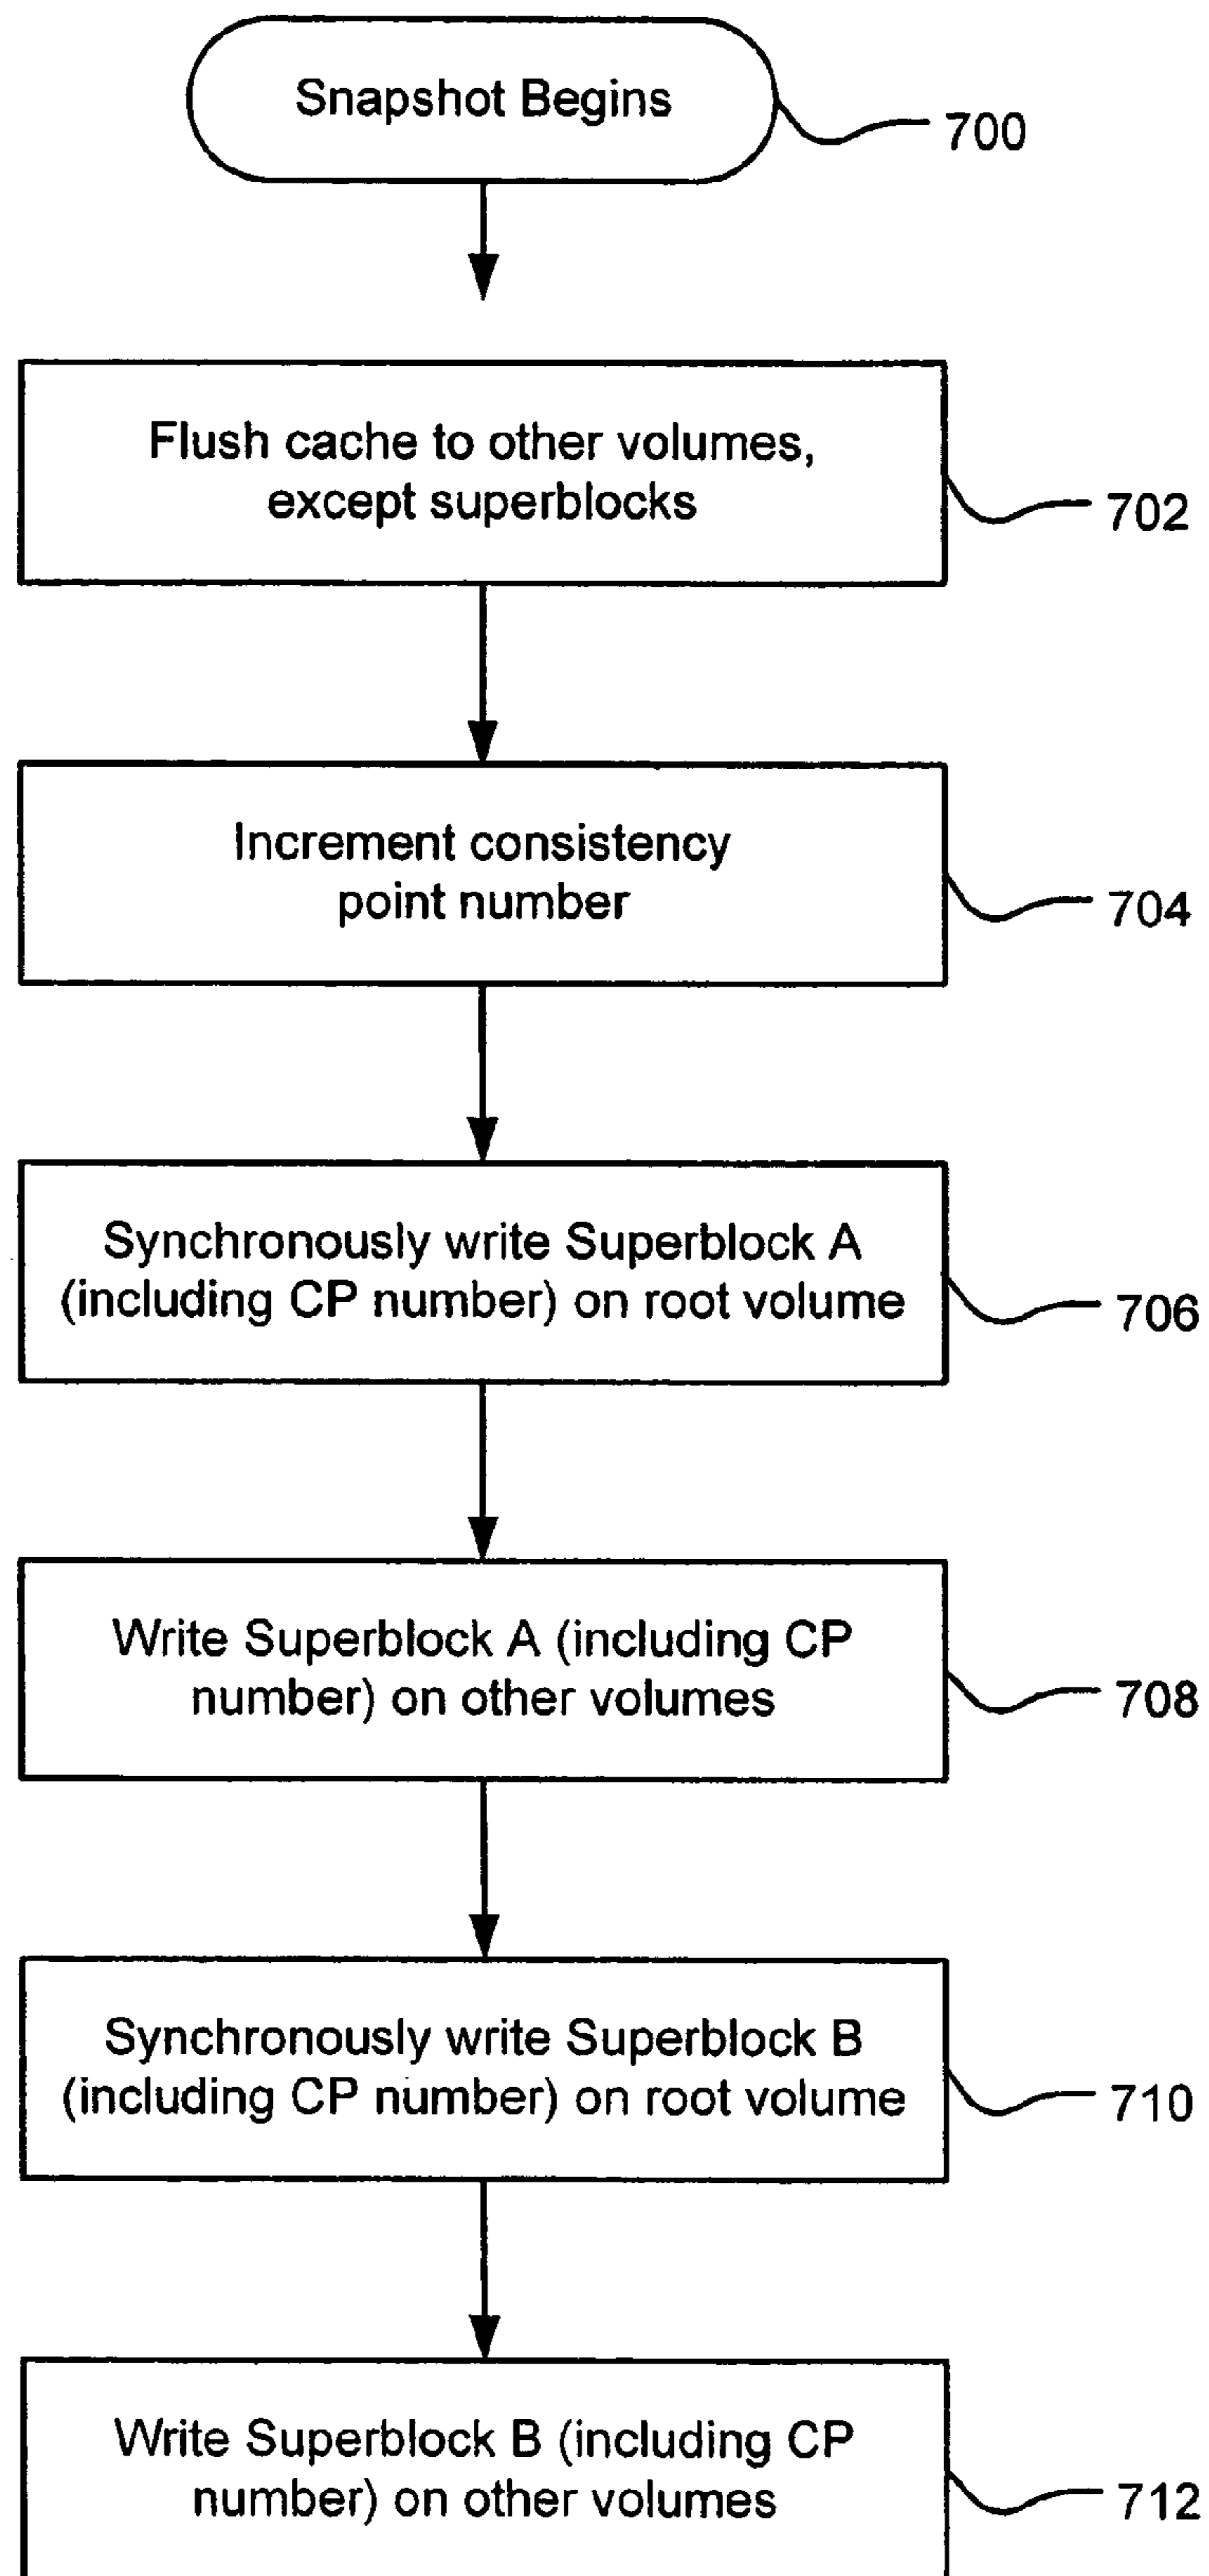 Snapshot Begins
700
Flush cache to other volumes,
except superblocks
702
Increment consistency
point number
704
Synchronously write Superblock A
(including CP number) on root volume
706
Write Superblock A (including CP
number) on other volumes
708
Synchronously write Superblock B
(including CP number) on root volume
710
Write Superblock B (including CP
number) on other volumes
712